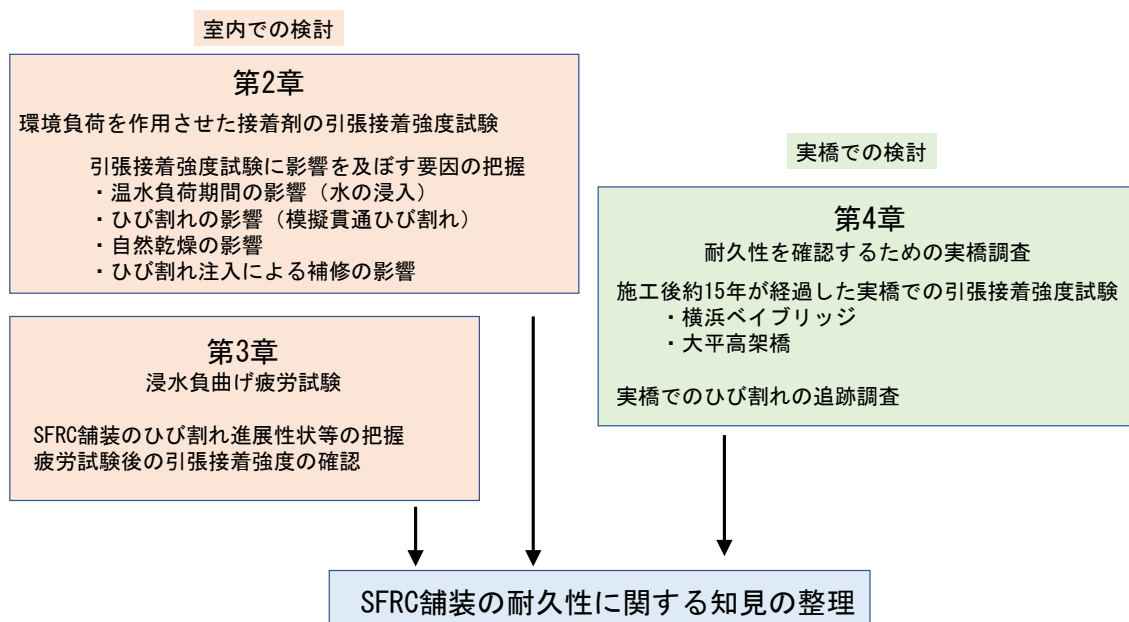 室内での検討
第2章
環境負荷を作用させた接着剤の引張接着強度試験
引張接着強度試験に影響を及ぼす要因の把握
・温水負荷期間の影響（水の浸入）
・ひび割れの影響（模擬貫通ひび割れ）
・自然乾燥の影響
・ひび割れ注入による補修の影響
第3章
浸水負曲げ疲労試験
SFRC舗装のひび割れ進展性状等の把握
疲労試験後の引張接着強度の確認
実橋での検討
第4章
耐久性を確認するための実橋調査
施工後約15年が経過した実橋での引張接着強度試験
・横浜ベイブリッジ
・大平高架橋
実橋でのひび割れの追跡調査
SFRC舗装の耐久性に関する知見の整理